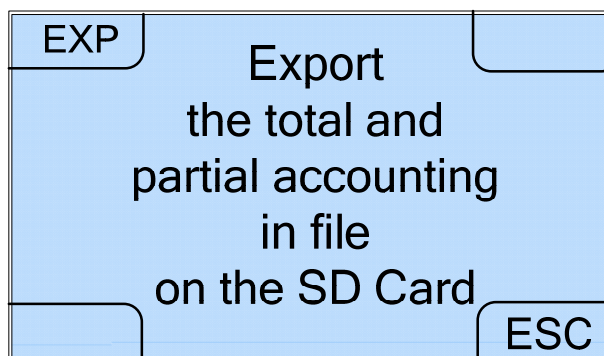 EXP
Export
the total and
partial accounting
in file
on the SD Card
ESC